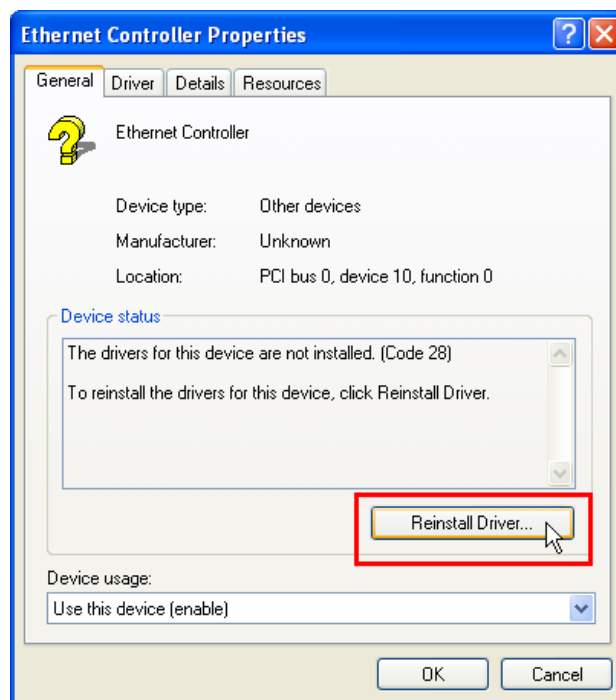 Ethernet Controller Properties
General Driver Details Resources
Ethernet Controller
Device type: Other devices
Manufacturer: Unknown
Location: PCI bus 0, device 10, function 0
Device status
The drivers for this device are not installed. (Code 28)
To reinstall the drivers for this device, click Reinstall Driver.
Reinstall Driver...
Device usage:
Use this device (enable)
OK Cancel